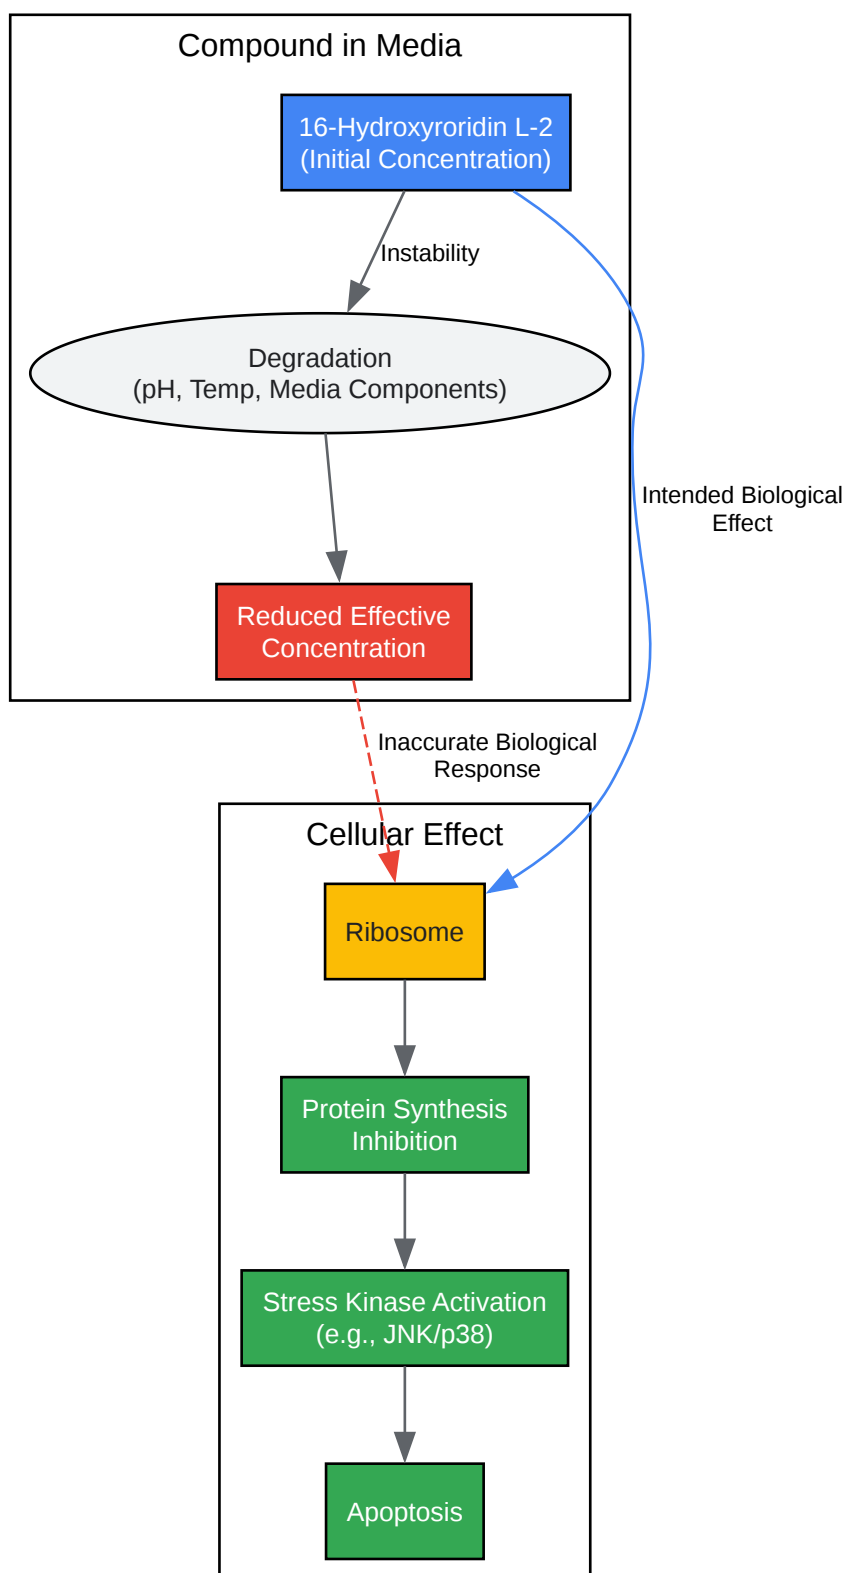 Compound in Media
16-Hydroxyroridin L-2
(Initial Concentration)
Instability
Degradation
(pH, Temp, Media Components)
Intended Biological
Effect
Reduced Effective
Concentration
Inaccurate Biological
Response
Cellular Effect
Ribosome
Protein Synthesis
Inhibition
Stress Kinase Activation
(e.g., JNK/p38)
Apoptosis